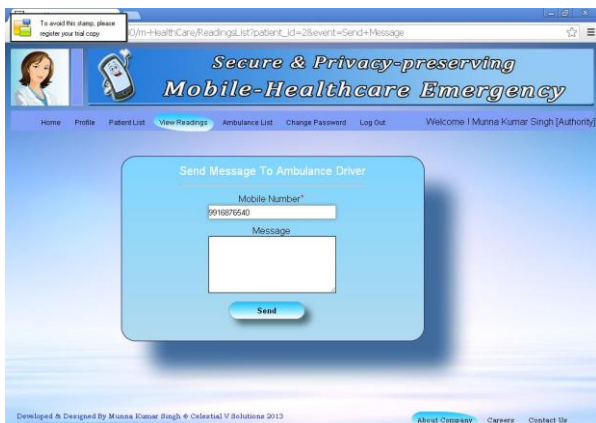 To avoid this stamp, please
register your trial copy
0/m-HealthCare/ReadingsList?patient_id=2&event=Send+Message
Secure & Privacy-preserving
Mobile-Healthcare Emergency
Home Profile Patient List View Readings Ambulance List Change Password Log Out Welcome ! Munna Kumar Singh [Authority]
Send Message To Ambulance Driver
Mobile Number*
9916876540
Message
Send
Developed & Designed By Munna Kumar Singh © Celestial V Solutions 2013
About Company Careers Contact Us